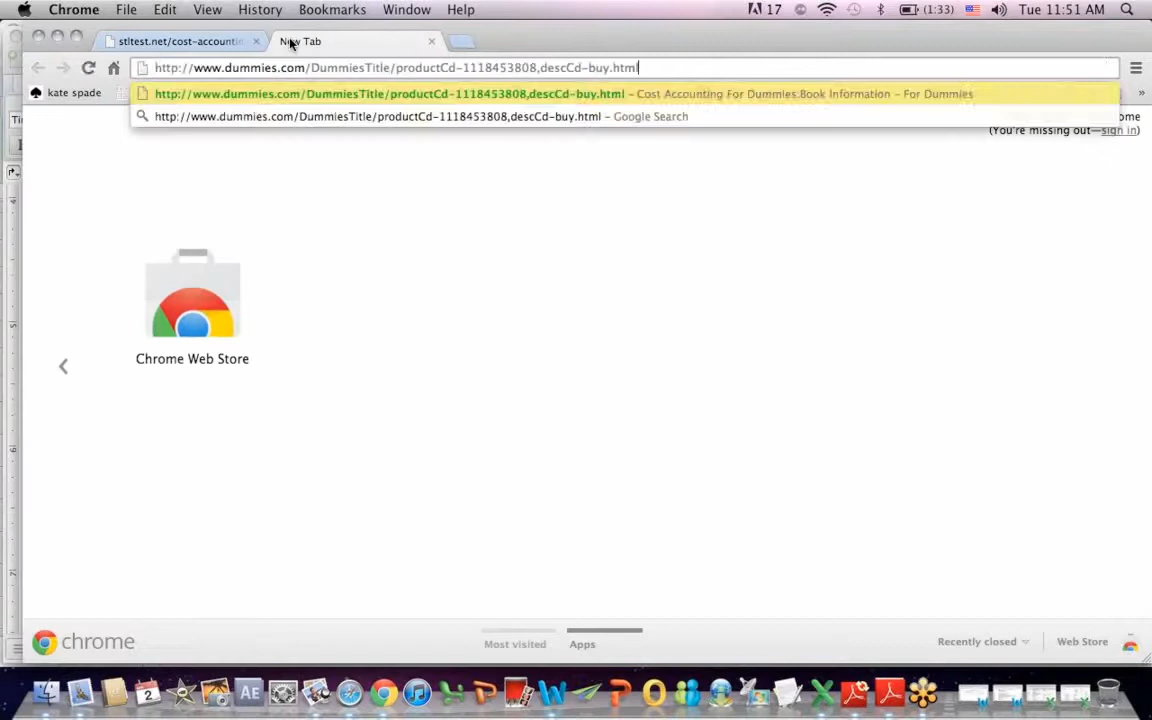 Chrome File Edit View History Bookmarks Window Help 17 (1:33) Tue 11:51 AM
stltest.net/cost-accountin New Tab
http://www.dummies.com/DummiesTitle/productCd-1118453808,descCd-buy.html
kate spade http://www.dummies.com/DummiesTitle/productCd-1118453808,descCd-buy.html - Cost Accounting For Dummies:Book Information - For Dummies »
http://www.dummies.com/DummiesTitle/productCd-1118453808,descCd-buy.html - Google Search ome
(You're missing out—sign in)
Chrome Web Store
chrome Most visited Apps Recently closed Web Store
AE 2